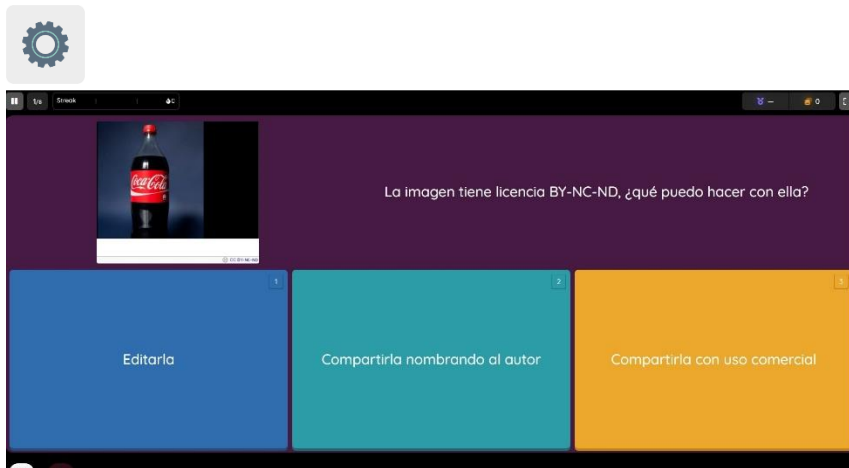 1/8 Streak
0
Coca-Cola
La imagen tiene licencia BY-NC-ND, ¿qué puedo hacer con ella?
CC BY-NC-ND
1
Editarla
2
Compartirla nombrando al autor
3
Compartirla con uso comercial